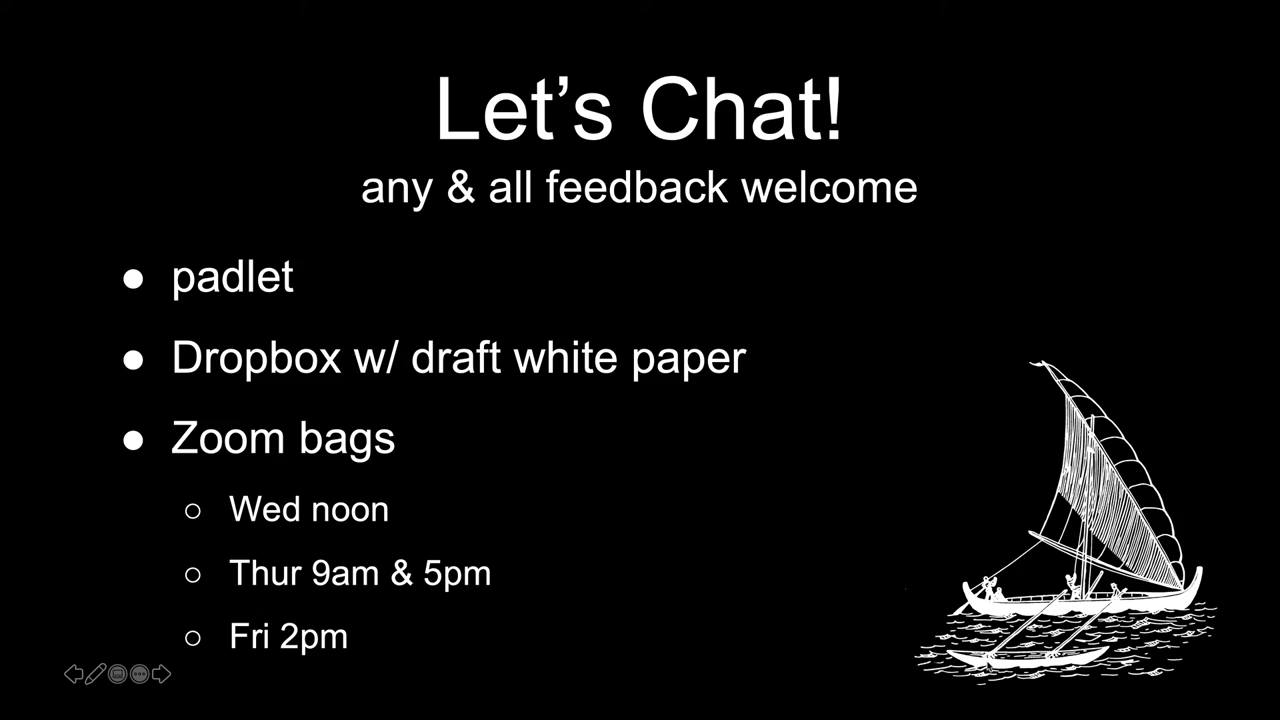 Let’s Chat!
any & all feedback welcome
● padlet
● Dropbox w/ draft white paper
● Zoom bags
○ Wed noon
○ Thur 9am & 5pm
○ Fri 2pm